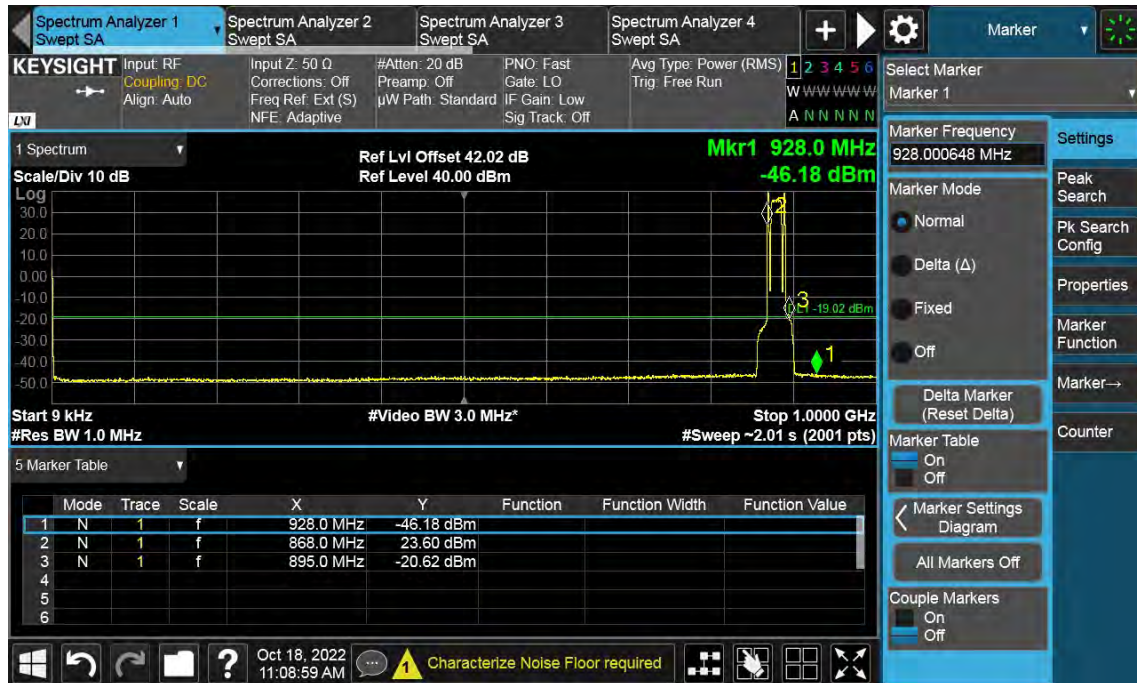 Spectrum Analyzer 1
Swept SA
Spectrum Analyzer 2
Swept SA
Spectrum Analyzer 3
Swept SA
Spectrum Analyzer 4
Swept SA
+
Marker
KEYSIGHT
LXI
Input: RF
Coupling: DC
Align: Auto
Input Z: 50 Ω
Corrections: Off
Freq Ref: Ext (S)
NFE: Adaptive
#Atten: 20 dB
Preamp: Off
µW Path: Standard
PNO: Fast
Gate: LO
IF Gain: Low
Sig Track: Off
Avg Type: Power (RMS)
Trig: Free Run
1 2 3 4 5 6
W W W W W W
A N N N N N
Select Marker
Marker 1
1 Spectrum
Scale/Div 10 dB
Ref Lvl Offset 42.02 dB
Ref Level 40.00 dBm
Mkr1 928.0 MHz
-46.18 dBm
Log
30.0
20.0
10.0
0.00
-10.0
-20.0
-30.0
-40.0
-50.0
2
3
-19.02 dBm
1
Start 9 kHz
#Video BW 3.0 MHz*
Stop 1.0000 GHz
#Res BW 1.0 MHz
#Sweep ~2.01 s (2001 pts)
5 Marker Table
Mode Trace Scale X Y Function Function Width Function Value
1 N 1 f 928.0 MHz -46.18 dBm
2 N 1 f 868.0 MHz 23.60 dBm
3 N 1 f 895.0 MHz -20.62 dBm
4
5
6
Marker Frequency
928.000648 MHz
Marker Mode
Normal
Delta (Δ)
Fixed
Off
Delta Marker
(Reset Delta)
Marker Table
On
Off
Marker Settings
Diagram
All Markers Off
Couple Markers
On
Off
Settings
Peak
Search
Pk Search
Config
Properties
Marker
Function
Marker→
Counter
?
Oct 18, 2022
11:08:59 AM
1
Characterize Noise Floor required